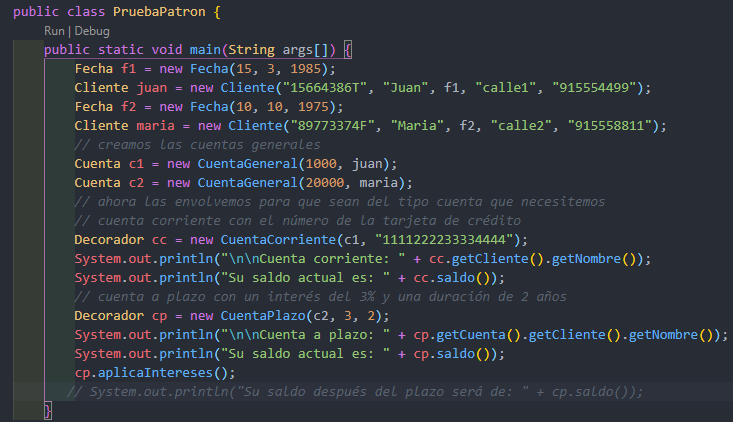 public class PruebaPatron {
Run | Debug
public static void main(String args[]) {
Fecha f1 = new Fecha(15, 3, 1985);
Cliente juan = new Cliente("15664386T", "Juan", f1, "calle1", "915554499");
Fecha f2 = new Fecha(10, 10, 1975);
Cliente maria = new Cliente("89773374F", "Maria", f2, "calle2", "915558811");
// creamos las cuentas generales
Cuenta c1 = new CuentaGeneral(1000, juan);
Cuenta c2 = new CuentaGeneral(20000, maria);
// ahora las envolvemos para que sean del tipo cuenta que necesitemos
// cuenta corriente con el número de la tarjeta de crédito
Decorador cc = new CuentaCorriente(c1, "1111222233334444");
System.out.println("\n\nCuenta corriente: " + cc.getCliente().getNombre());
System.out.println("Su saldo actual es: " + cc.saldo());
// cuenta a plazo con un interés del 3% y una duración de 2 años
Decorador cp = new CuentaPlazo(c2, 3, 2);
System.out.println("\n\nCuenta a plazo: " + cp.getCuenta().getCliente().getNombre());
System.out.println("Su saldo actual es: " + cp.saldo());
cp.aplicaIntereses();
// System.out.println("Su saldo después del plazo será de: " + cp.saldo());
}